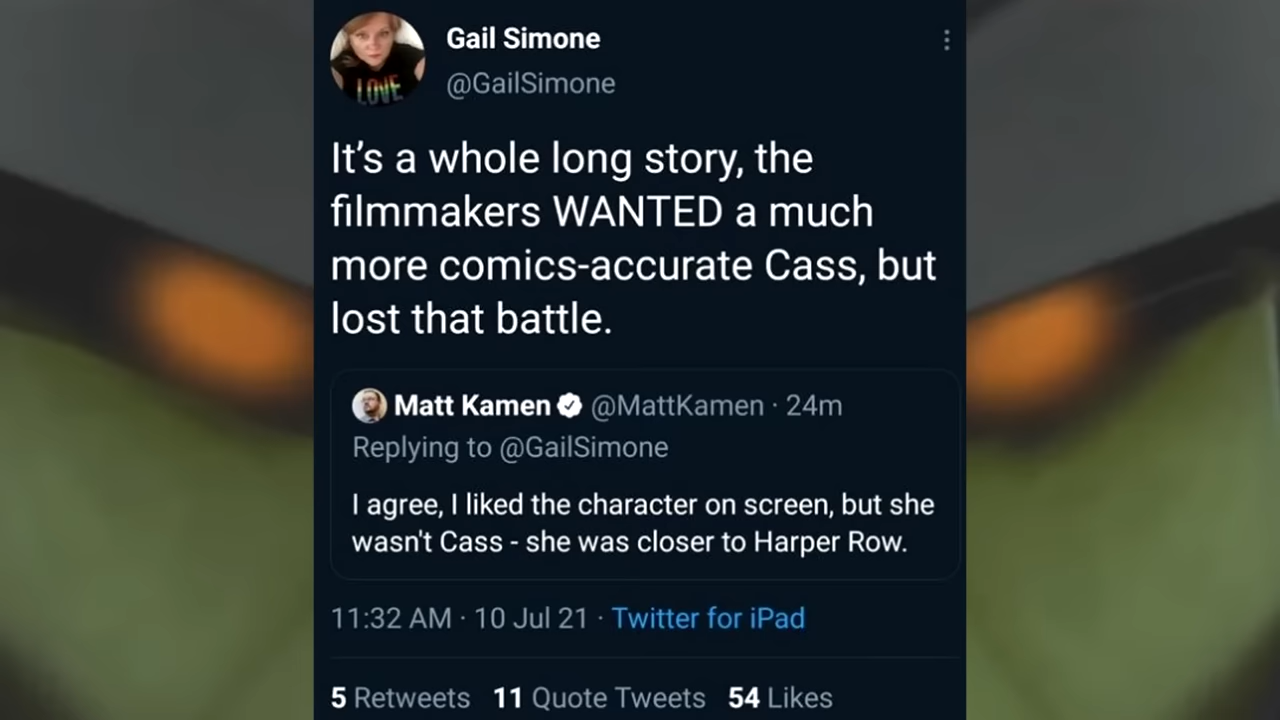 Gail Simone
@GailSimone
LOVE
It’s a whole long story, the
filmmakers WANTED a much
more comics-accurate Cass, but
lost that battle.
Matt Kamen @MattKamen · 24m
Replying to @GailSimone
I agree, I liked the character on screen, but she
wasn't Cass - she was closer to Harper Row.
11:32 AM · 10 Jul 21 · Twitter for iPad
5 Retweets 11 Quote Tweets 54 Likes